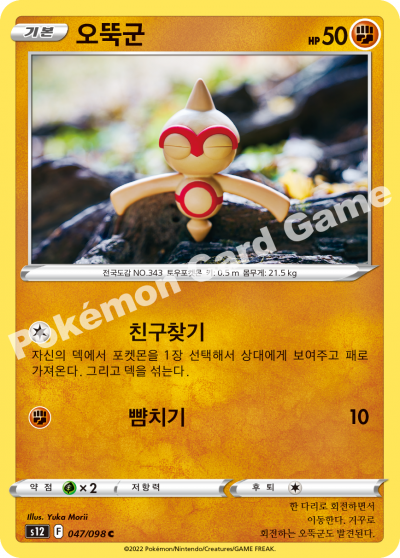 기본 오뚝군 HP 50
전국도감 NO.343 토우포켓몬 키: 0.5 m 몸무게: 21.5 kg
친구찾기
자신의 덱에서 포켓몬을 1장 선택해서 상대에게 보여주고 패로
가져온다. 그리고 덱을 섞는다.
뺨치기 10
약점 ×2 저항력 후퇴
한 다리로 회전하면서
이동한다. 거꾸로
회전하는 오뚝군도 발견된다.
Illus. Yuka Morii
s12 F 047/098 C
©2022 Pokémon/Nintendo/Creatures/GAME FREAK.
Pokémon Card Game